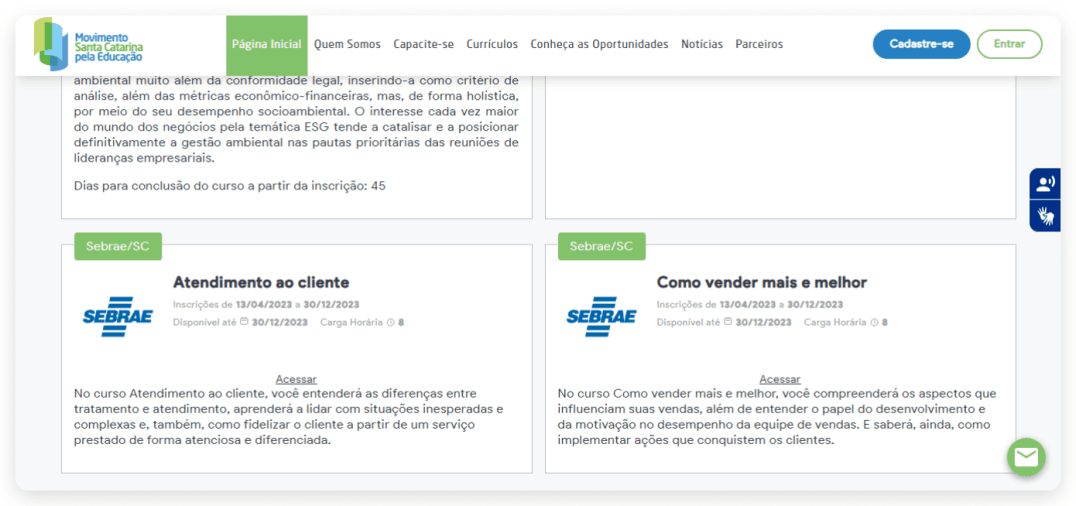 Movimento
Santa Catarina
pela Educação
Página Inicial Quem Somos Capacite-se Currículos Conheça as Oportunidades Notícias Parceiros Cadastre-se Entrar
ambiental muito além da conformidade legal, inserindo-a como critério de
análise, além das métricas econômico-financeiras, mas, de forma holística,
por meio do seu desempenho socioambiental. O interesse cada vez maior
do mundo dos negócios pela temática ESG tende a catalisar e a posicionar
definitivamente a gestão ambiental nas pautas prioritárias das reuniões de
lideranças empresariais.
Dias para conclusão do curso a partir da inscrição: 45
Sebrae/SC
SEBRAE
Atendimento ao cliente
Inscrições de 13/04/2023 a 30/12/2023
Disponível até 30/12/2023 Carga Horária 8
Acessar
No curso Atendimento ao cliente, você entenderá as diferenças entre
tratamento e atendimento, aprenderá a lidar com situações inesperadas e
complexas e, também, como fidelizar o cliente a partir de um serviço
prestado de forma atenciosa e diferenciada.
Sebrae/SC
SEBRAE
Como vender mais e melhor
Inscrições de 13/04/2023 a 30/12/2023
Disponível até 30/12/2023 Carga Horária 8
Acessar
No curso Como vender mais e melhor, você compreenderá os aspectos que
influenciam suas vendas, além de entender o papel do desenvolvimento e
da motivação no desempenho da equipe de vendas. E saberá, ainda, como
implementar ações que conquistem os clientes.